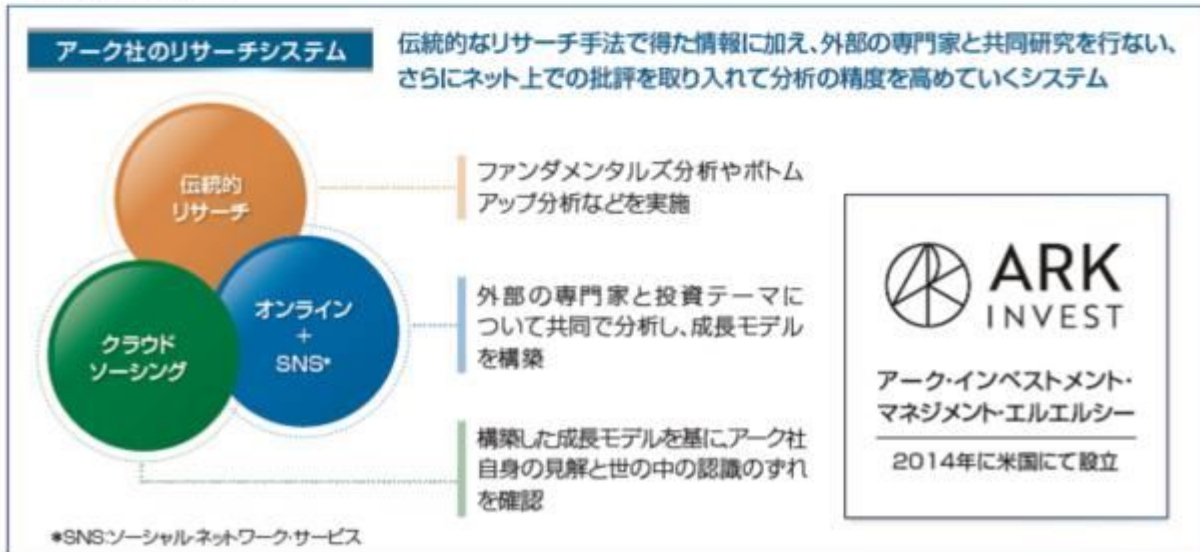 アーク社のリサーチシステム
伝統的なリサーチ手法で得た情報に加え、外部の専門家と共同研究を行ない、
さらにネット上での批評を取り入れて分析の精度を高めていくシステム
伝統的
リサーチ
ファンダメンタルズ分析やボトム
アップ分析などを実施
オンライン
+
SNS*
外部の専門家と投資テーマに
ついて共同で分析し、成長モデル
を構築
クラウド
ソーシング
構築した成長モデルを基に、アーク社
自身の見解と世の中の認識のずれ
を確認
*SNS:ソーシャル・ネットワーク・サービス
ARK
INVEST
アーク・インベストメント・
マネジメント・エルエルシー
2014年に米国にて設立